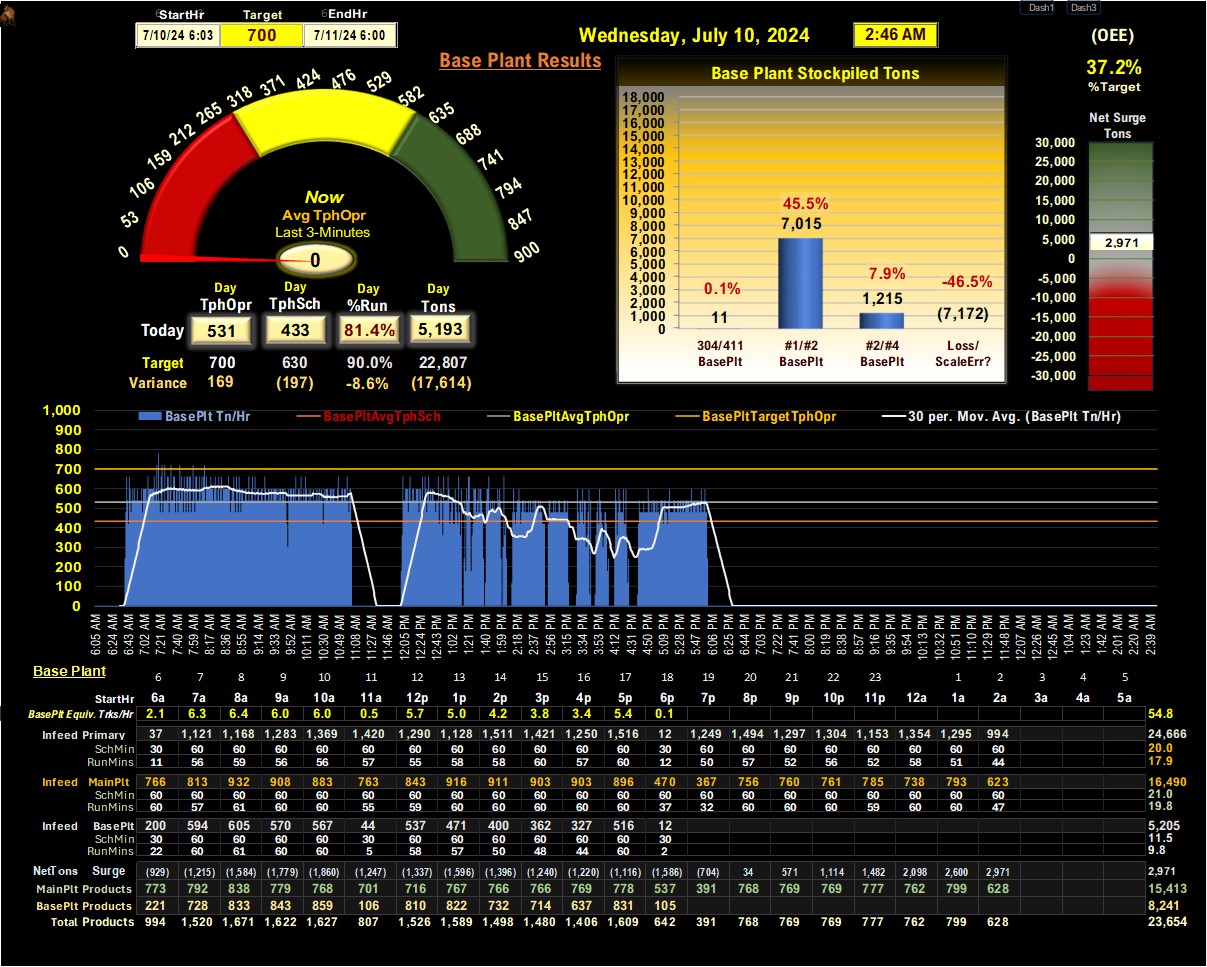 Dash1 Dash3
StartHr Target EndHr
7/10/24 6:03 700 7/11/24 6:00
Wednesday, July 10, 2024 2:46 AM
Base Plant Results
(OEE)
37.2%
%Target
Net Surge
Tons
30,000
25,000
20,000
15,000
10,000
5,000
2,971
0
-5,000
-10,000
-15,000
-20,000
-25,000
-30,000
0 53 106 159 212 265 318 371 424 476 529 582 635 688 741 794 847 900
Now
Avg TphOpr
Last 3-Minutes
0
Day Day Day Day
TphOpr TphSch %Run Tons
Today 531 433 81.4% 5,193
Target 700 630 90.0% 22,807
Variance 169 (197) -8.6% (17,614)
Base Plant Stockpiled Tons
18,000
17,000
16,000
15,000
14,000
13,000
12,000
11,000
10,000
9,000
8,000
7,000
6,000
5,000
4,000
3,000
2,000
1,000
0
0.1% 45.5% 7.9% -46.5%
11 7,015 1,215 (7,172)
304/411 #1/#2 #2/#4 Loss/
BasePlt BasePlt BasePlt ScaleErr?
BasePlt Tn/Hr BasePltAvgTphSch BasePltAvgTphOpr BasePltTargetTphOpr 30 per. Mov. Avg. (BasePlt Tn/Hr)
1,000
900
800
700
600
500
400
300
200
100
0
6:05 AM 6:24 AM 6:43 AM 7:02 AM 7:21 AM 7:40 AM 7:59 AM 8:17 AM 8:36 AM 8:55 AM 9:14 AM 9:33 AM 9:52 AM 10:11 AM 10:30 AM 10:49 AM 11:08 AM 11:27 AM 11:46 AM 12:05 PM 12:24 PM 12:43 PM 1:02 PM 1:21 PM 1:40 PM 1:59 PM 2:18 PM 2:37 PM 2:56 PM 3:15 PM 3:34 PM 3:53 PM 4:12 PM 4:31 PM 4:50 PM 5:09 PM 5:28 PM 5:47 PM 6:06 PM 6:25 PM 6:44 PM 7:03 PM 7:22 PM 7:41 PM 8:00 PM 8:19 PM 8:38 PM 8:57 PM 9:16 PM 9:35 PM 9:54 PM 10:13 PM 10:32 PM 10:51 PM 11:10 PM 11:29 PM 11:48 PM 12:07 AM 12:26 AM 12:45 AM 1:04 AM 1:23 AM 1:42 AM 2:01 AM 2:20 AM 2:39 AM
Base Plant 6 7 8 9 10 11 12 13 14 15 16 17 18 19 20 21 22 23 1 2 3 4 5
StartHr 6a 7a 8a 9a 10a 11a 12p 1p 2p 3p 4p 5p 6p 7p 8p 9p 10p 11p 12a 1a 2a 3a 4a 5a
BasePlt Equiv. Trks/Hr 2.1 6.3 6.4 6.0 6.0 0.5 5.7 5.0 4.2 3.8 3.4 5.4 0.1 54.8
Infeed Primary 37 1,121 1,168 1,283 1,369 1,420 1,290 1,128 1,511 1,421 1,250 1,516 12 1,249 1,494 1,297 1,304 1,153 1,354 1,295 994 24,666
SchMin 30 60 60 60 60 60 60 60 60 60 60 60 30 60 60 60 60 60 60 60 60 20.0
RunMins 11 56 59 56 56 57 55 58 58 60 57 60 12 50 57 52 56 52 58 51 44 17.9
Infeed MainPlt 766 813 932 908 883 763 843 916 911 903 903 896 470 367 756 760 761 785 738 793 623 16,490
SchMin 60 60 60 60 60 60 60 60 60 60 60 60 60 60 60 60 60 60 60 60 60 21.0
RunMins 60 57 61 60 60 55 59 60 60 60 60 60 37 32 60 60 60 59 60 60 47 19.8
Infeed BasePlt 200 594 605 570 567 44 537 471 400 362 327 516 12 5,205
SchMin 30 60 60 60 60 30 60 60 60 60 60 60 30 11.5
RunMins 22 60 61 60 60 5 58 57 50 48 44 60 2 9.8
NetTons Surge (929) (1,215) (1,584) (1,779) (1,860) (1,247) (1,337) (1,596) (1,396) (1,240) (1,220) (1,116) (1,586) (704) 34 571 1,114 1,482 2,098 2,600 2,971 2,971
MainPlt Products 773 792 838 779 768 701 716 767 766 766 769 778 537 391 768 769 769 777 762 799 628 15,413
BasePlt Products 221 728 833 843 859 106 810 822 732 714 637 831 105 8,241
Total Products 994 1,520 1,671 1,622 1,627 807 1,526 1,589 1,498 1,480 1,406 1,609 642 391 768 769 769 777 762 799 628 23,654